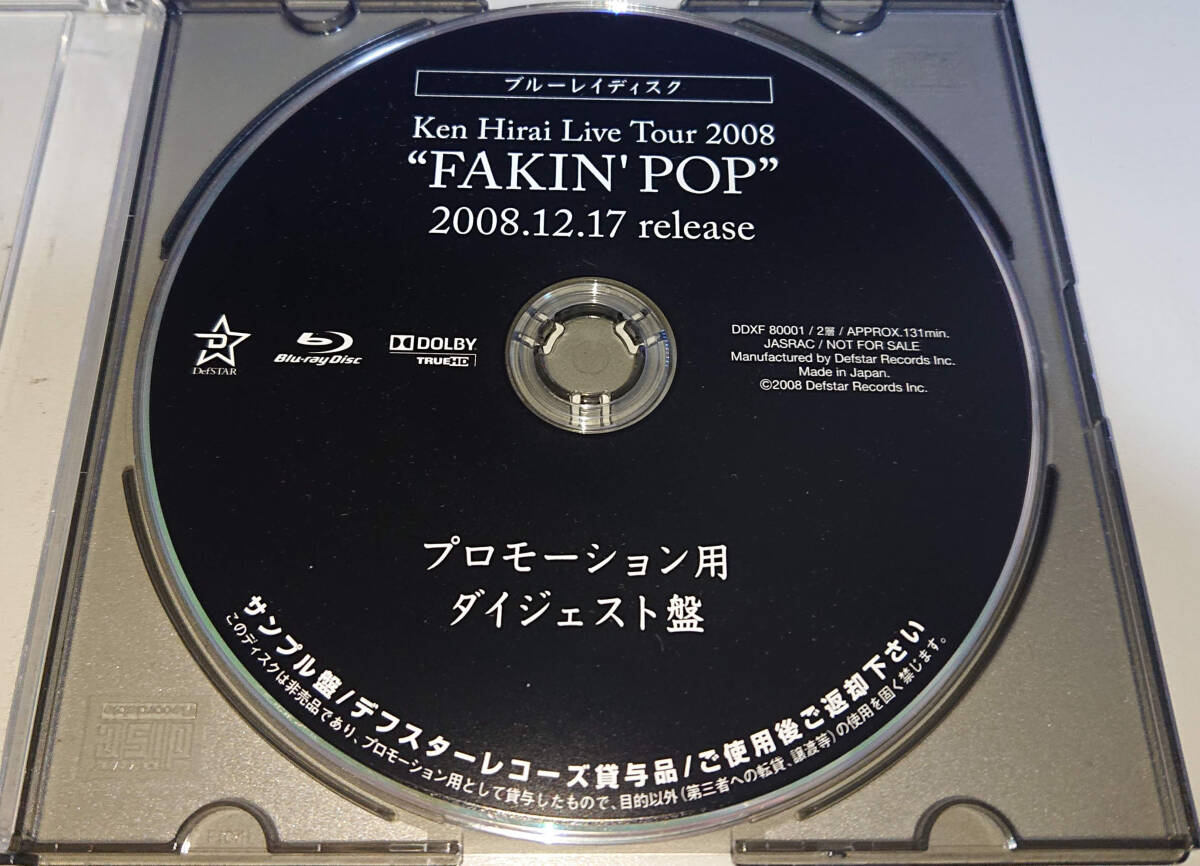 ブルーレイディスク
Ken Hirai Live Tour 2008
“FAKIN' POP”
2008.12.17 release
DefSTAR
Blu-ray Disc
DOLBY
TRUEHD
DDXF 80001 / 2層 / APPROX.131min.
JASRAC / NOT FOR SALE
Manufactured by Defstar Records Inc.
Made in Japan.
©2008 Defstar Records Inc.
プロモーション用
ダイジェスト盤
サンプル盤/デフスターレコーズ貸与品/ご使用後ご返却下さい
このディスクは非売品であり、プロモーション用として貸与したもので、目的以外(第三者への転貸、譲渡等)の使用を固く禁じます。